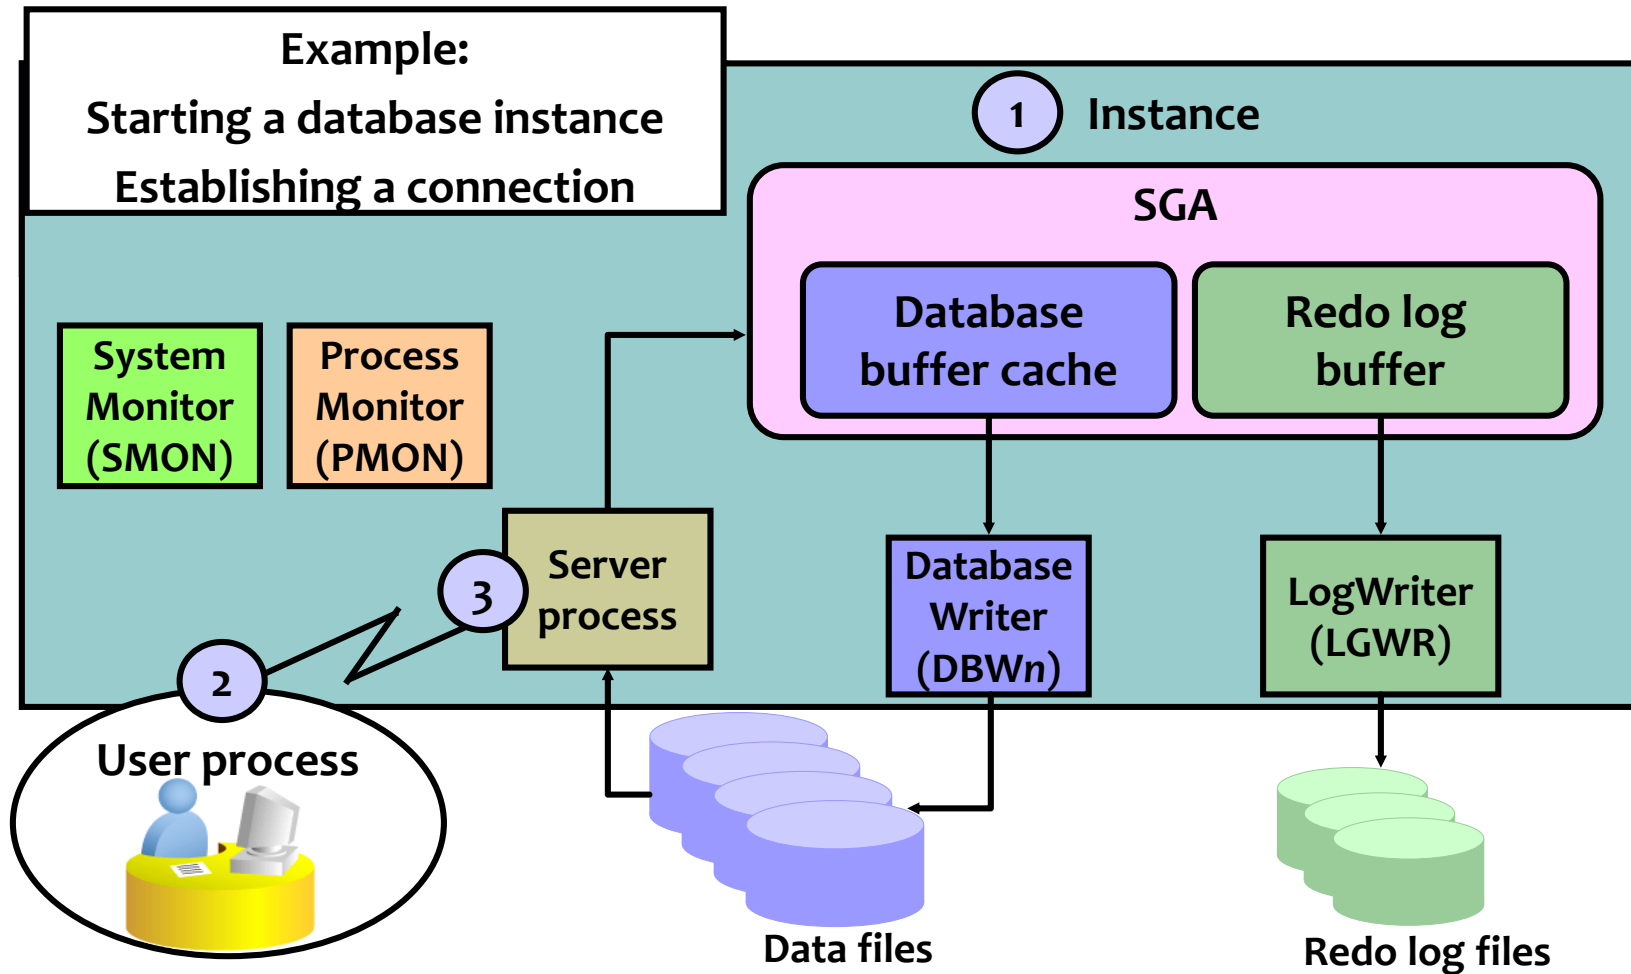 Example:
Starting a database instance
Establishing a connection
1 Instance
SGA
Database
buffer cache
Redo log
buffer
System
Monitor
(SMON)
Process
Monitor
(PMON)
3
Server
process
Database
Writer
(DBWn)
LogWriter
(LGWR)
2
User process
Data files
Redo log files